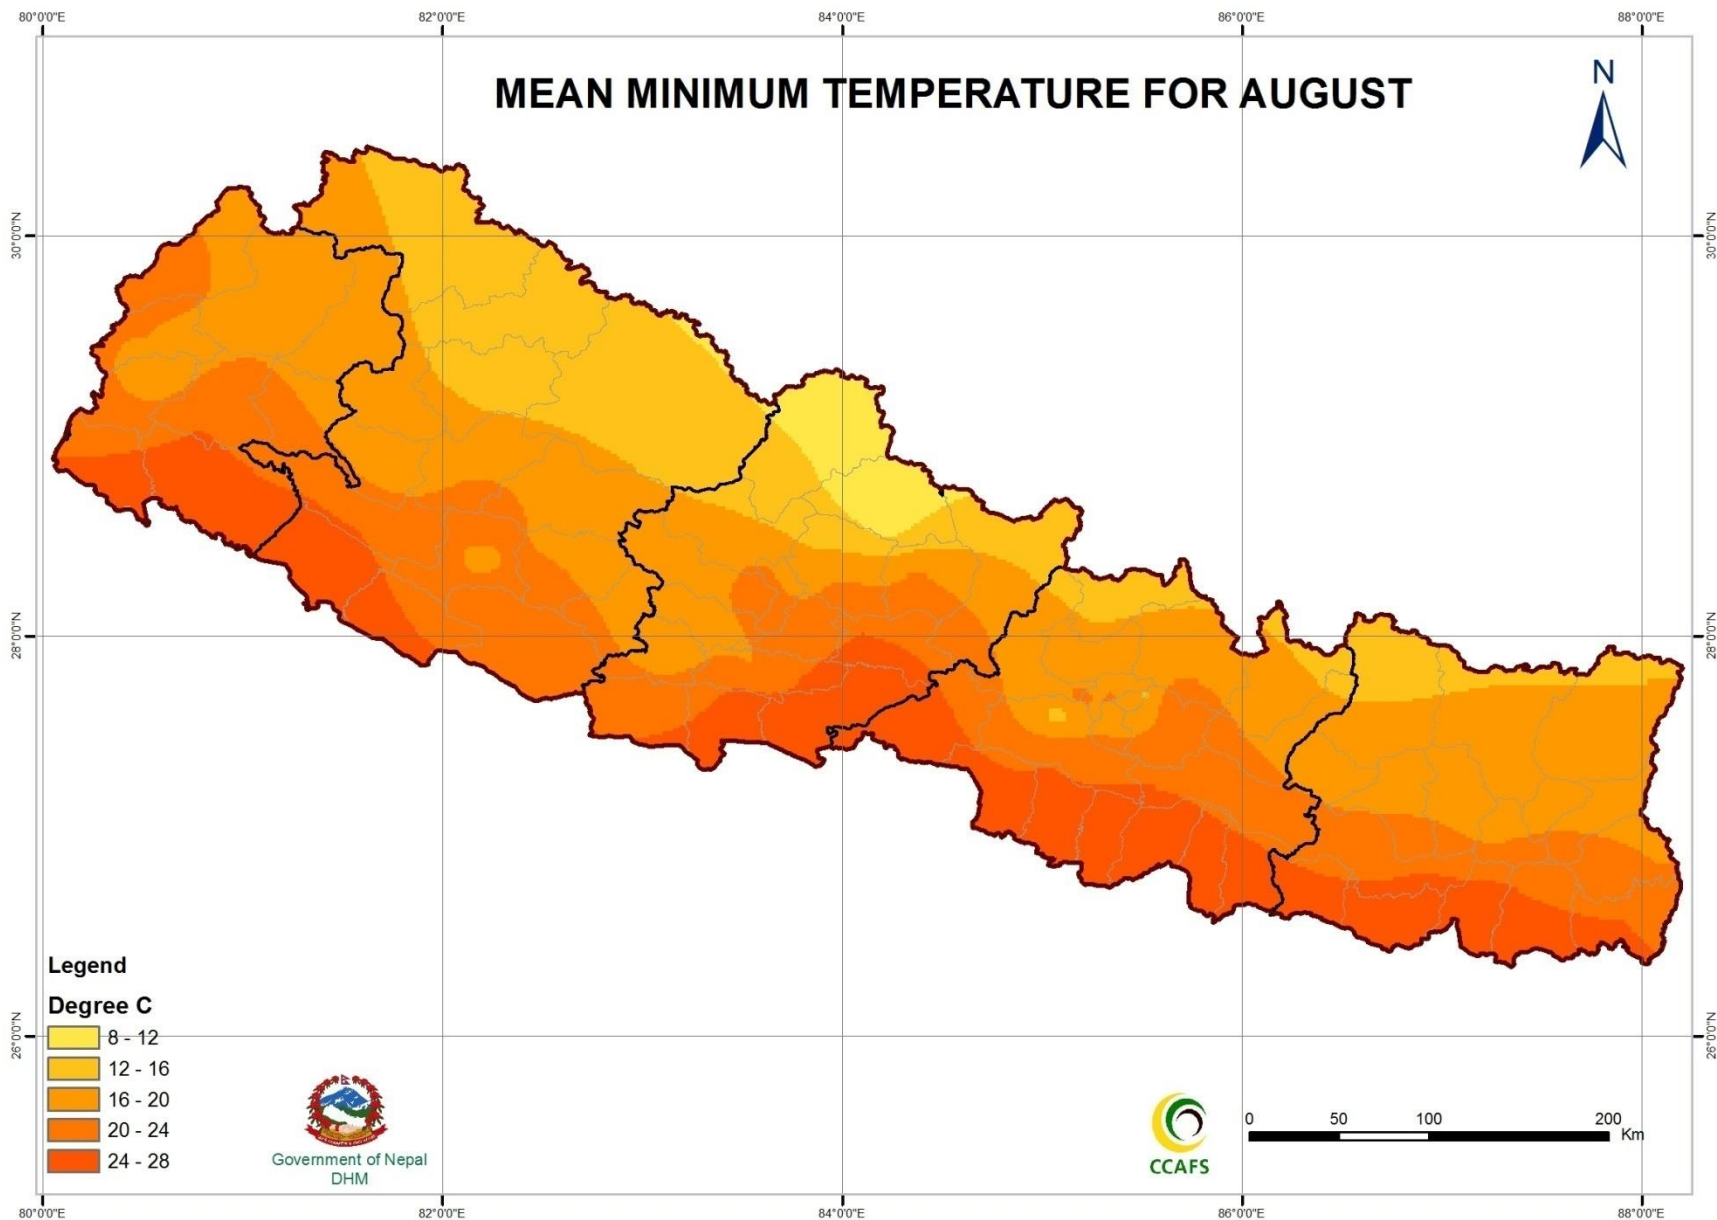 80°0'0"E 82°0'0"E 84°0'0"E 86°0'0"E 88°0'0"E
MEAN MINIMUM TEMPERATURE FOR AUGUST
N
30°0'0"N 30°0'0"N
28°0'0"N 28°0'0"N
26°0'0"N 26°0'0"N
Legend
Degree C
8 - 12
12 - 16
16 - 20
20 - 24
24 - 28
Government of Nepal
DHM
CCAFS
0 50 100 200
Km
80°0'0"E 82°0'0"E 84°0'0"E 86°0'0"E 88°0'0"E